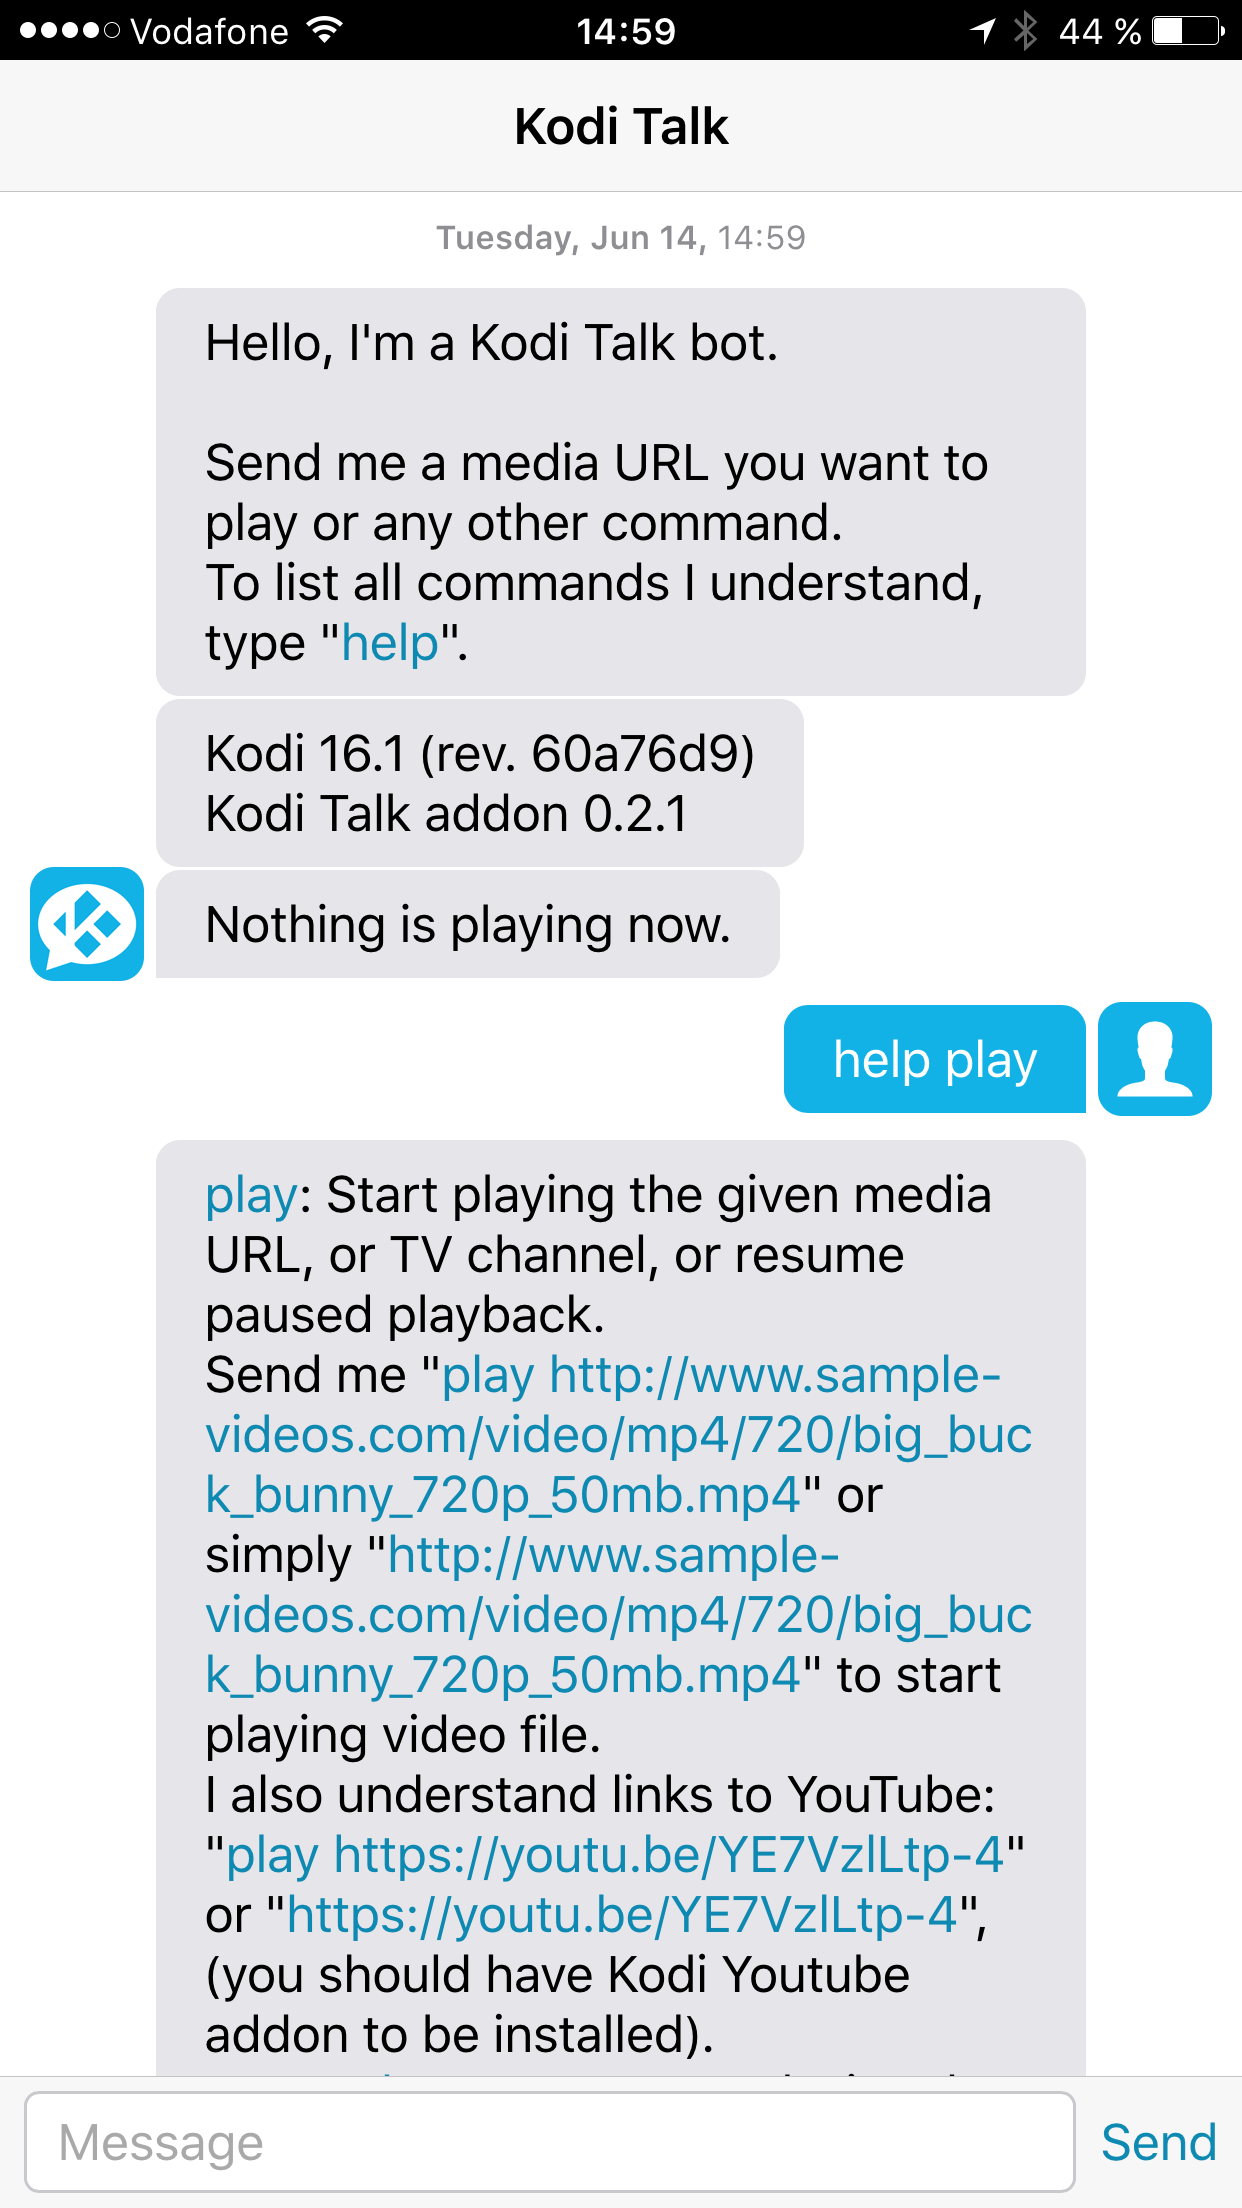 Vodafone 14:59 44 %
Kodi Talk
Tuesday, Jun 14, 14:59
Hello, I'm a Kodi Talk bot.
Send me a media URL you want to
play or any other command.
To list all commands I understand,
type "help".
Kodi 16.1 (rev. 60a76d9)
Kodi Talk addon 0.2.1
Nothing is playing now.
help play
play: Start playing the given media
URL, or TV channel, or resume
paused playback.
Send me "play http://www.sample-
videos.com/video/mp4/720/big_buc
k_bunny_720p_50mb.mp4" or
simply "http://www.sample-
videos.com/video/mp4/720/big_buc
k_bunny_720p_50mb.mp4" to start
playing video file.
I also understand links to YouTube:
"play https://youtu.be/YE7VzlLtp-4"
or "https://youtu.be/YE7VzlLtp-4",
(you should have Kodi Youtube
addon to be installed).
Message Send